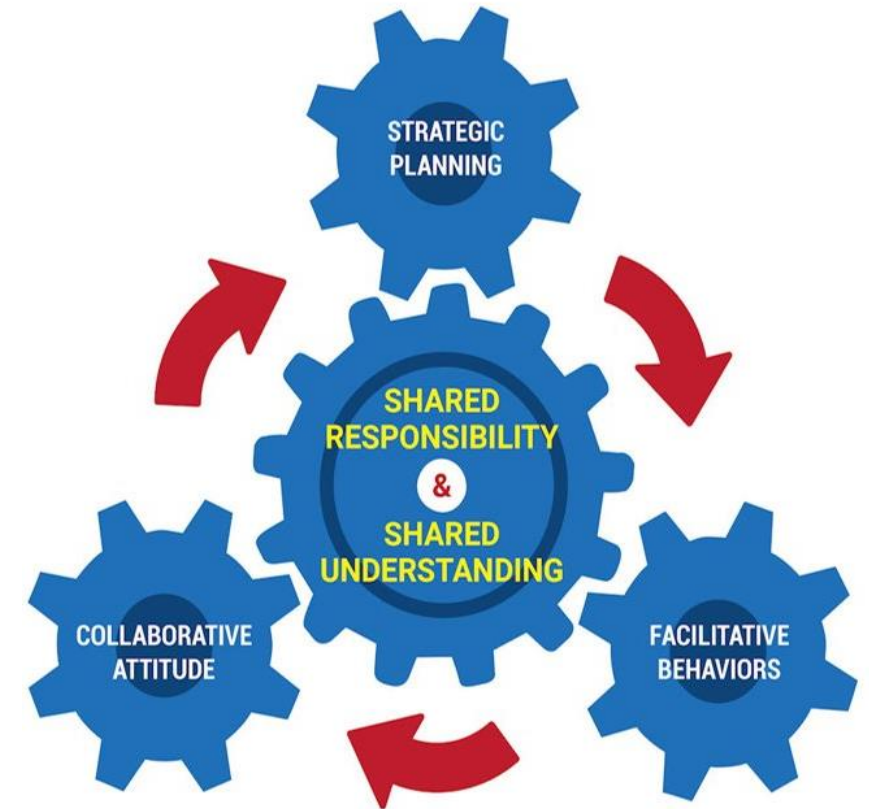 STRATEGIC
PLANNING
SHARED
RESPONSIBILITY
&
SHARED
UNDERSTANDING
COLLABORATIVE
ATTITUDE
FACILITATIVE
BEHAVIORS